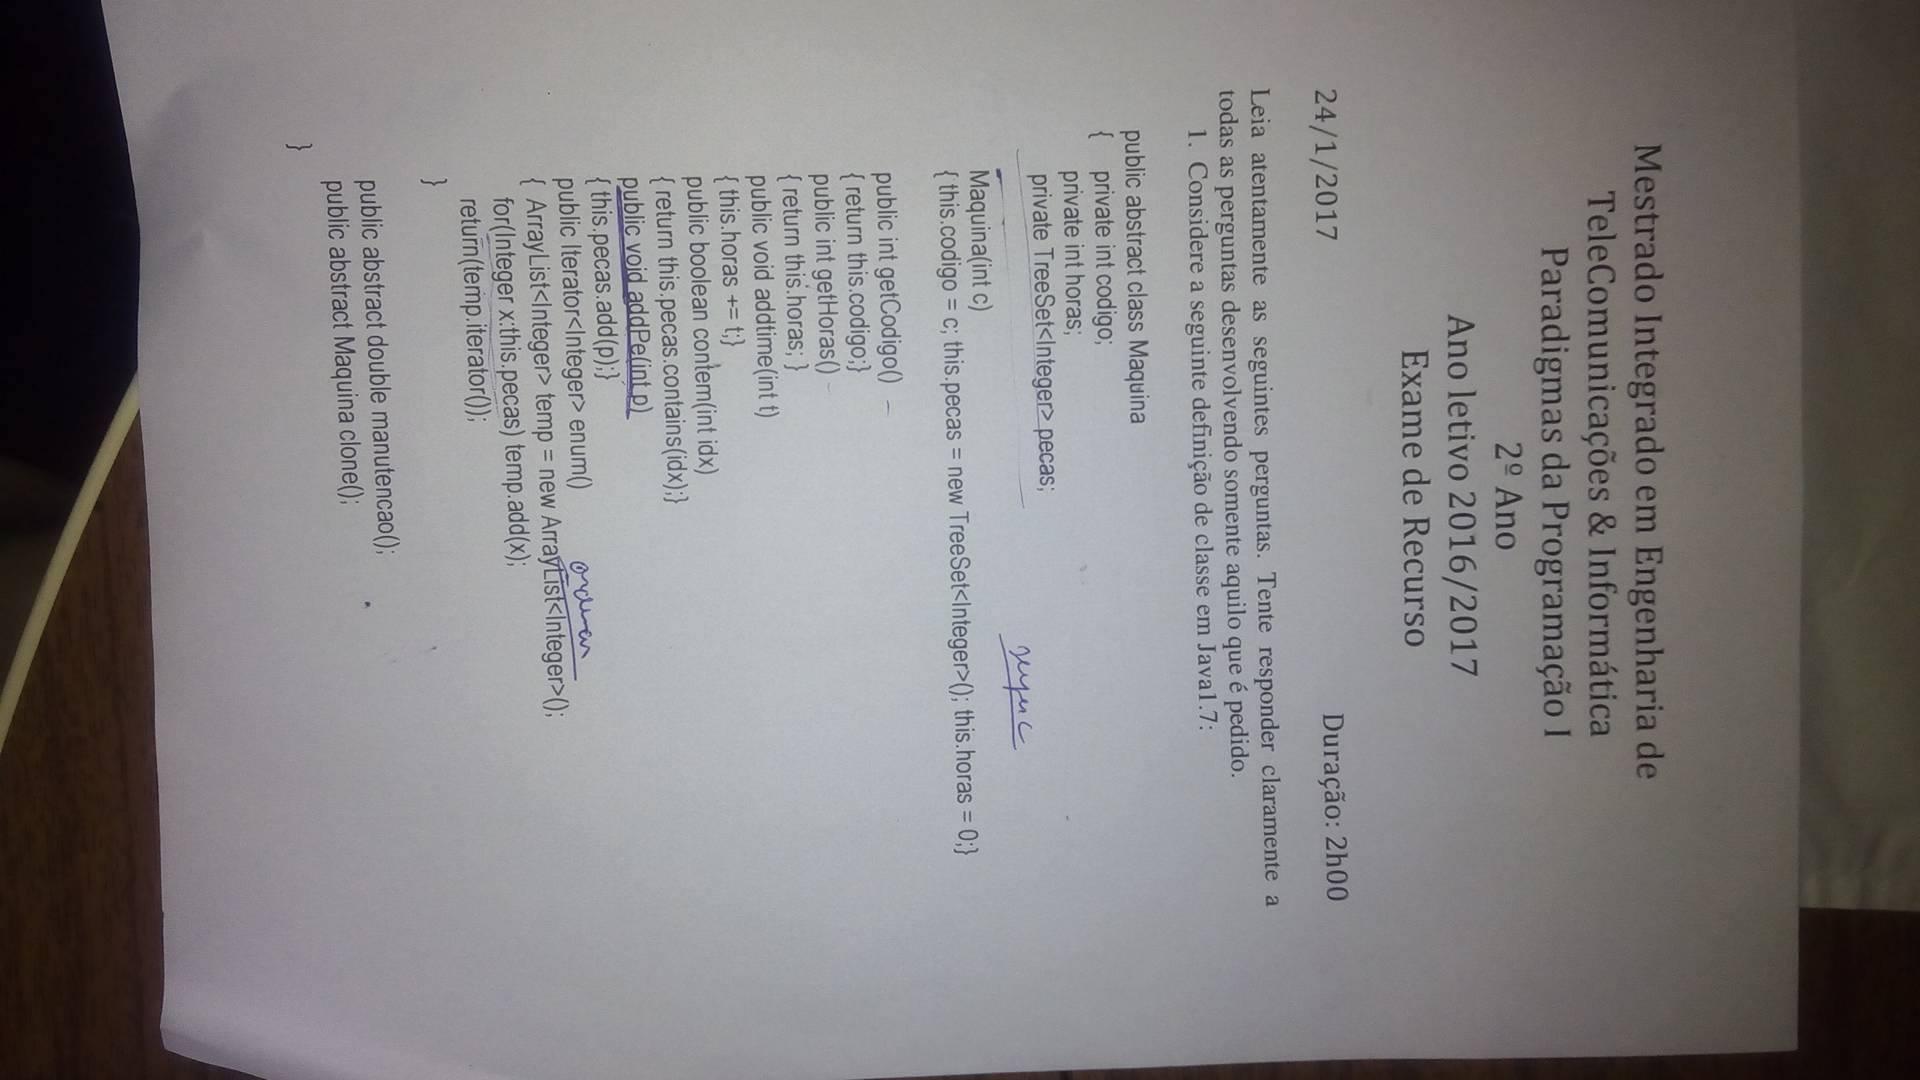 Mestrado Integrado em Engenharia de
TeleComunicações & Informática
Paradigmas da Programação I
2º Ano
Ano letivo 2016/2017
Exame de Recurso
24/1/2017 Duração: 2h00
Leia atentamente as seguintes perguntas. Tente responder claramente a
todas as perguntas desenvolvendo somente aquilo que é pedido.
1. Considere a seguinte definição de classe em Java1.7:
public abstract class Maquina
{ private int codigo;
private int horas;
private TreeSet<Integer> pecas;
Maquina(int c)
{ this.codigo = c; this.pecas = new TreeSet<Integer>(); this.horas = 0;}
public int getCodigo()
{ return this.codigo;}
public int getHoras()
{ return this.horas; }
public void addtime(int t)
{ this.horas += t;}
public boolean contem(int idx)
{ return this.pecas.contains(idx);}
public void addPe(int p)
{ this.pecas.add(p);}
public Iterator<Integer> enum()
{ ArrayList<Integer> temp = new ArrayList<Integer>();
for(Integer x:this.pecas) temp.add(x);
return(temp.iterator());
}
public abstract double manutencao();
public abstract Maquina clone();
}